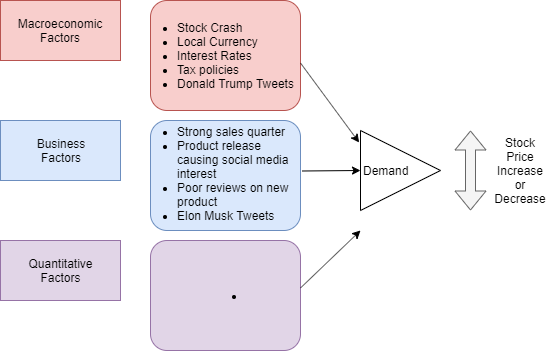 Macroeconomic
Factors
• Stock Crash
• Local Currency
• Interest Rates
• Tax policies
• Donald Trump Tweets
Business
Factors
• Strong sales quarter
• Product release
causing social media
interest
• Poor reviews on new
product
• Elon Musk Tweets
Demand
Stock
Price
Increase
or
Decrease
Quantitative
Factors
•